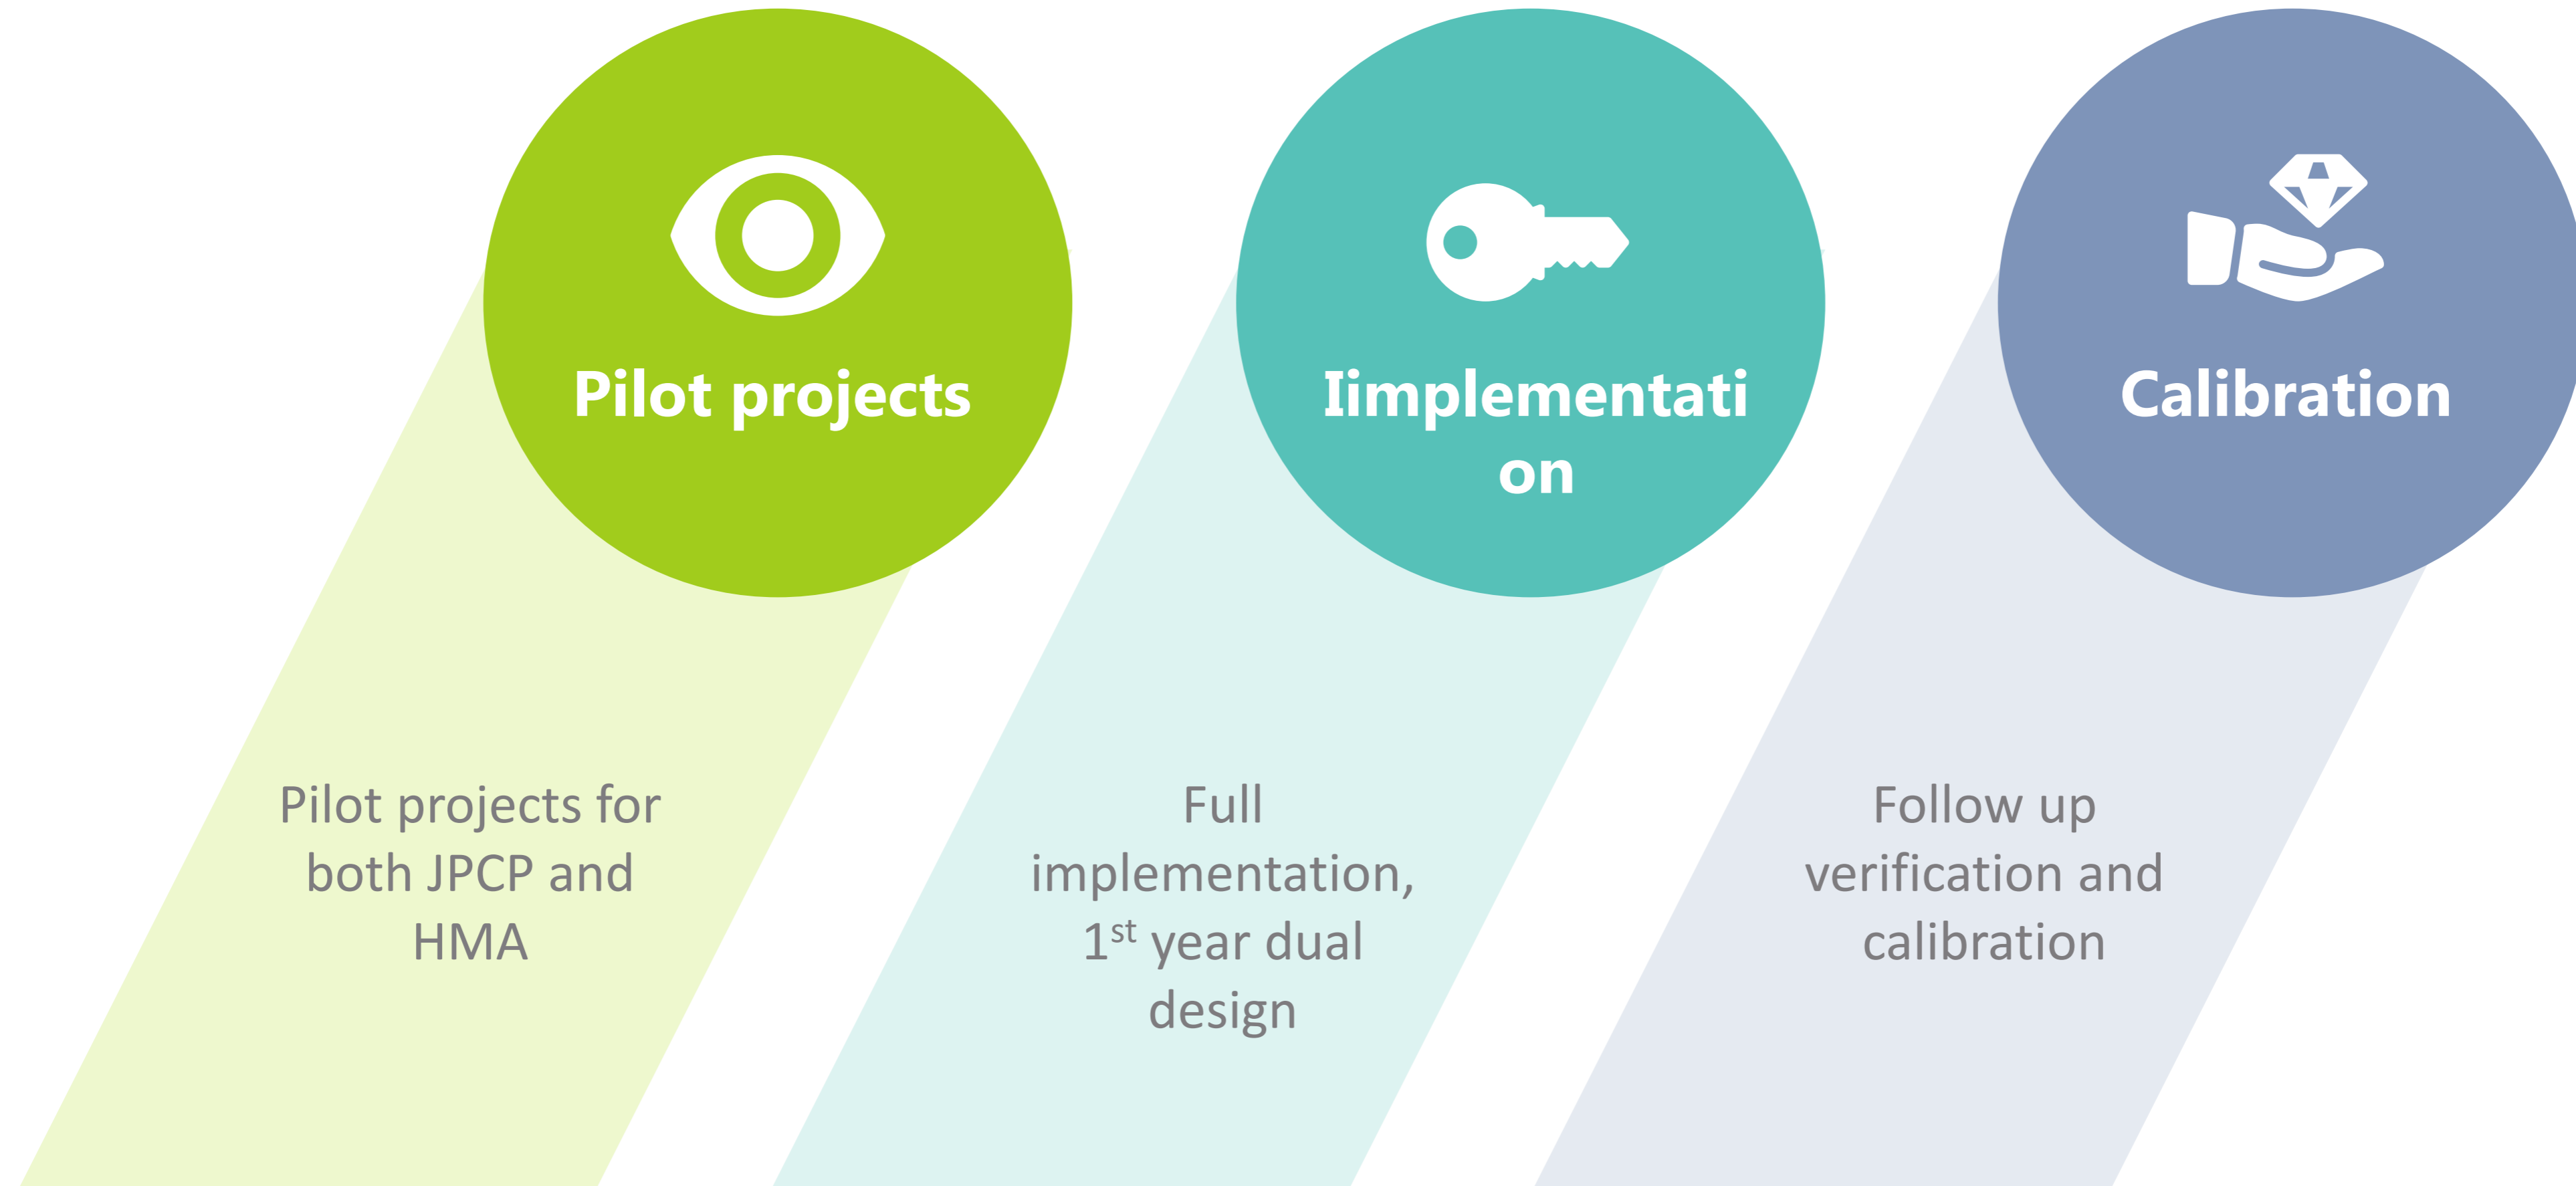 Pilot projects
Pilot projects for
both JPCP and
HMA
Iimplementati
on
Full
implementation,
1st year dual
design
Calibration
Follow up
verification and
calibration